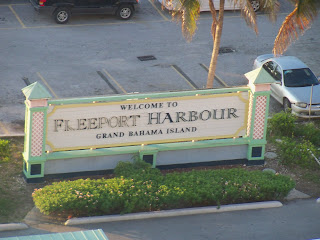 WELCOME TO
FREEPORT HARBOUR
GRAND BAHAMA ISLAND